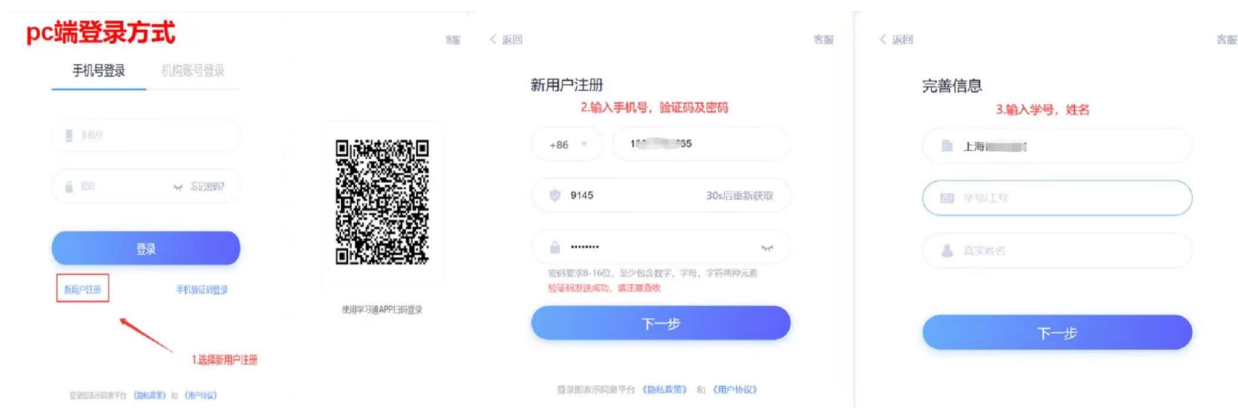 pc端登录方式
客服
手机号登录
机构账号登录
手机号
密码
忘记密码?
登录
新用户注册
手机验证码登录
1.选择新用户注册
登录即表示同意平台 《隐私政策》 和 《用户协议》
使用学习通APP扫码登录
< 返回
客服
新用户注册
2.输入手机号，验证码及密码
+86
9145
30s后重新获取
••••••••
密码要求8-16位，至少包含数字，字母，字符两种元素
验证码发送成功，请注意查收
下一步
登录即表示同意平台 《隐私政策》 和 《用户协议》
< 返回
客服
完善信息
3.输入学号，姓名
上海
学号/工号
真实姓名
下一步